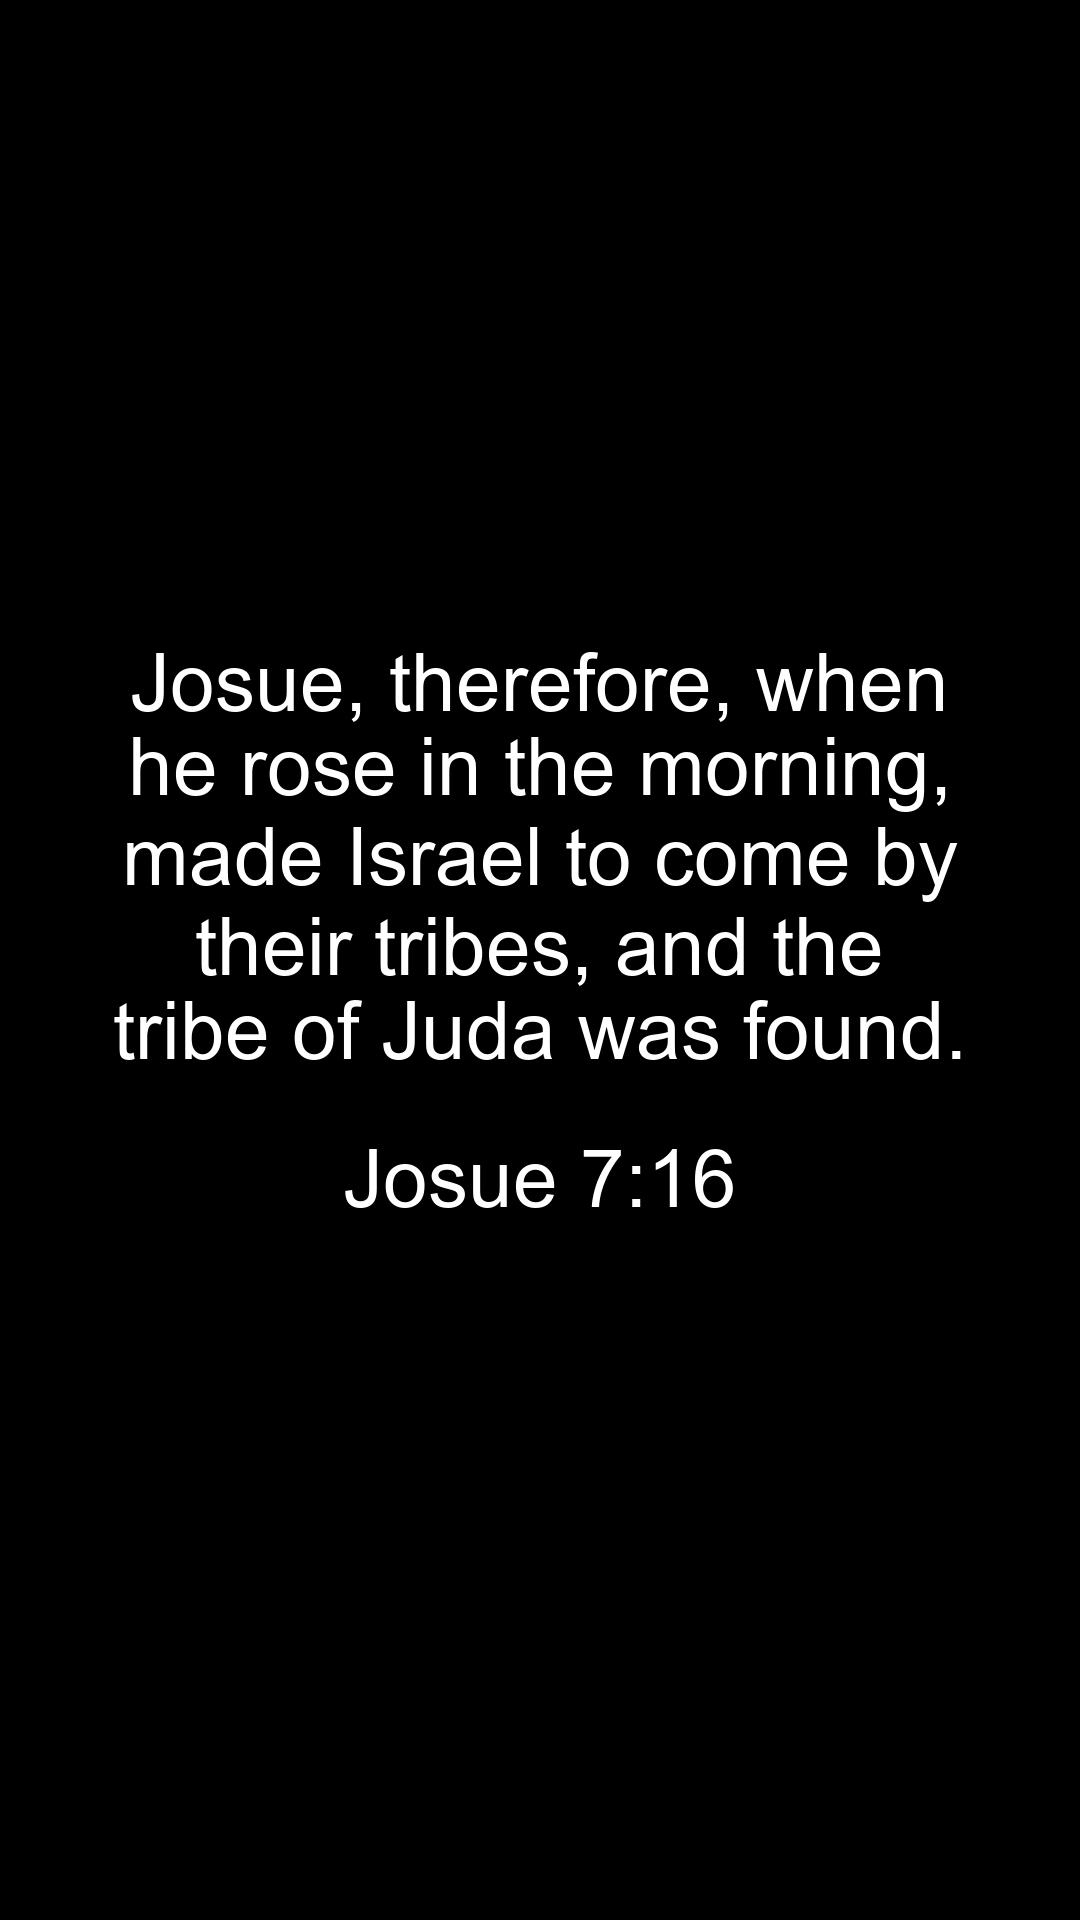 Josue, therefore, when
he rose in the morning,
made Israel to come by
their tribes, and the
tribe of Juda was found.
Josue 7:16